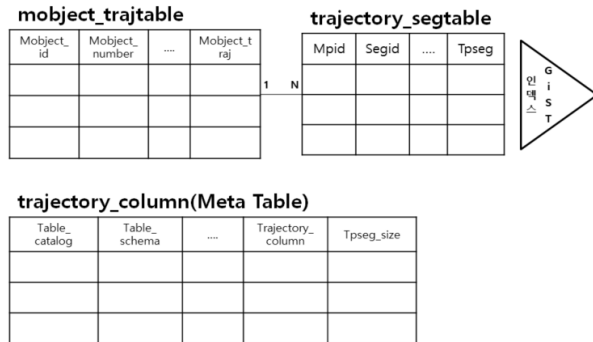 mobject_trajtable
trajectory_segtable
Mobject_
id
Mobject_
number
....
Mobject_t
raj
1 N
Mpid Segid .... Tpseg
인덱스
GiST
trajectory_column(Meta Table)
Table_
catalog
Table_
schema
....
Trajectory_
column
Tpseg_size